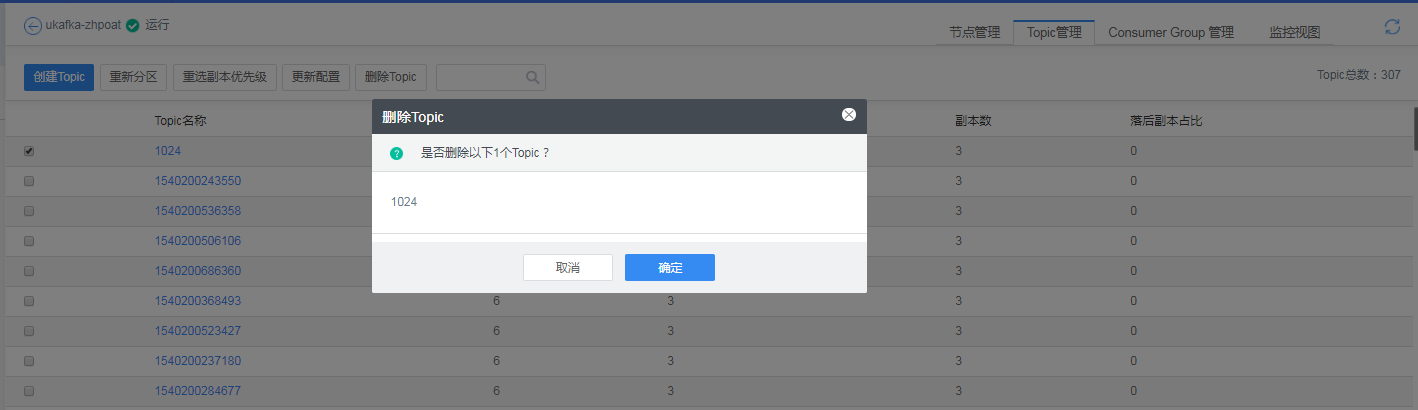 ukafka-zhpoat 运行
节点管理 Topic管理 Consumer Group 管理 监控视图
创建Topic 重新分区 重选副本优先级 更新配置 删除Topic
Topic总数：307
删除Topic
是否删除以下1个Topic？
1024
取消 确定
Topic名称 副本数 落后副本占比
1024 3 0
1540200243550 3 0
1540200536358 3 0
1540200506106 3 0
1540200686360 3 0
1540200368493 6 3 3 0
1540200523427 6 3 3 0
1540200237180 6 3 3 0
1540200284677 6 3 3 0